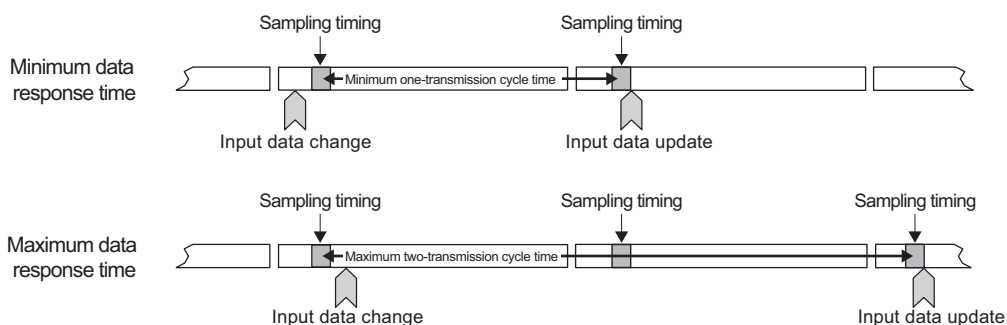 Sampling timing
Sampling timing
Minimum data
response time
Minimum one-transmission cycle time
Input data change
Input data update
Sampling timing
Sampling timing
Sampling timing
Maximum data
response time
Maximum two-transmission cycle time
Input data change
Input data update